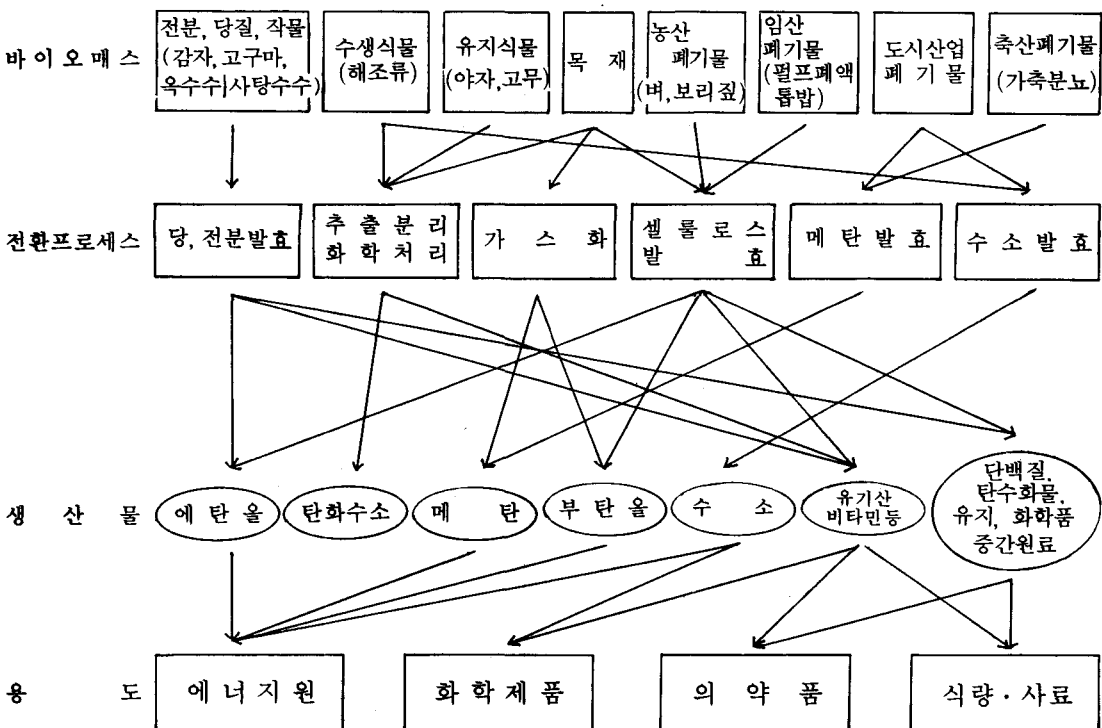 바이오매스
전분, 당질, 작물
(감자, 고구마,
옥수수|사탕수수)
수생식물
(해조류)
유지식물
(야자,고무)
목 재
농산
폐기물
(벼,보리짚)
임산
폐기물
(펄프폐액
톱밥)
도시산업
폐 기 물
축산폐기물
(가축분뇨)
전환프로세스
당, 전분발효
추 출 분 리
화 학 처 리
가 스 화
셀 룰 로 스
발 효
메 탄 발 효
수 소 발 효
생 산 물
에 탄 올
탄화수소
메 탄
부 탄 올
수 소
유기산
비타민등
단백질,
탄수화물,
유지, 화학품
중간원료
용 도
에 너 지 원
화 학 제 품
의 약 품
식량·사료